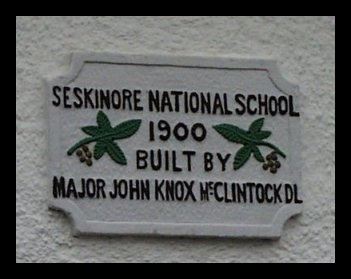 SESKINORE NATIONAL SCHOOL
1900
BUILT BY
MAJOR JOHN KNOX McCLINTOCK DL